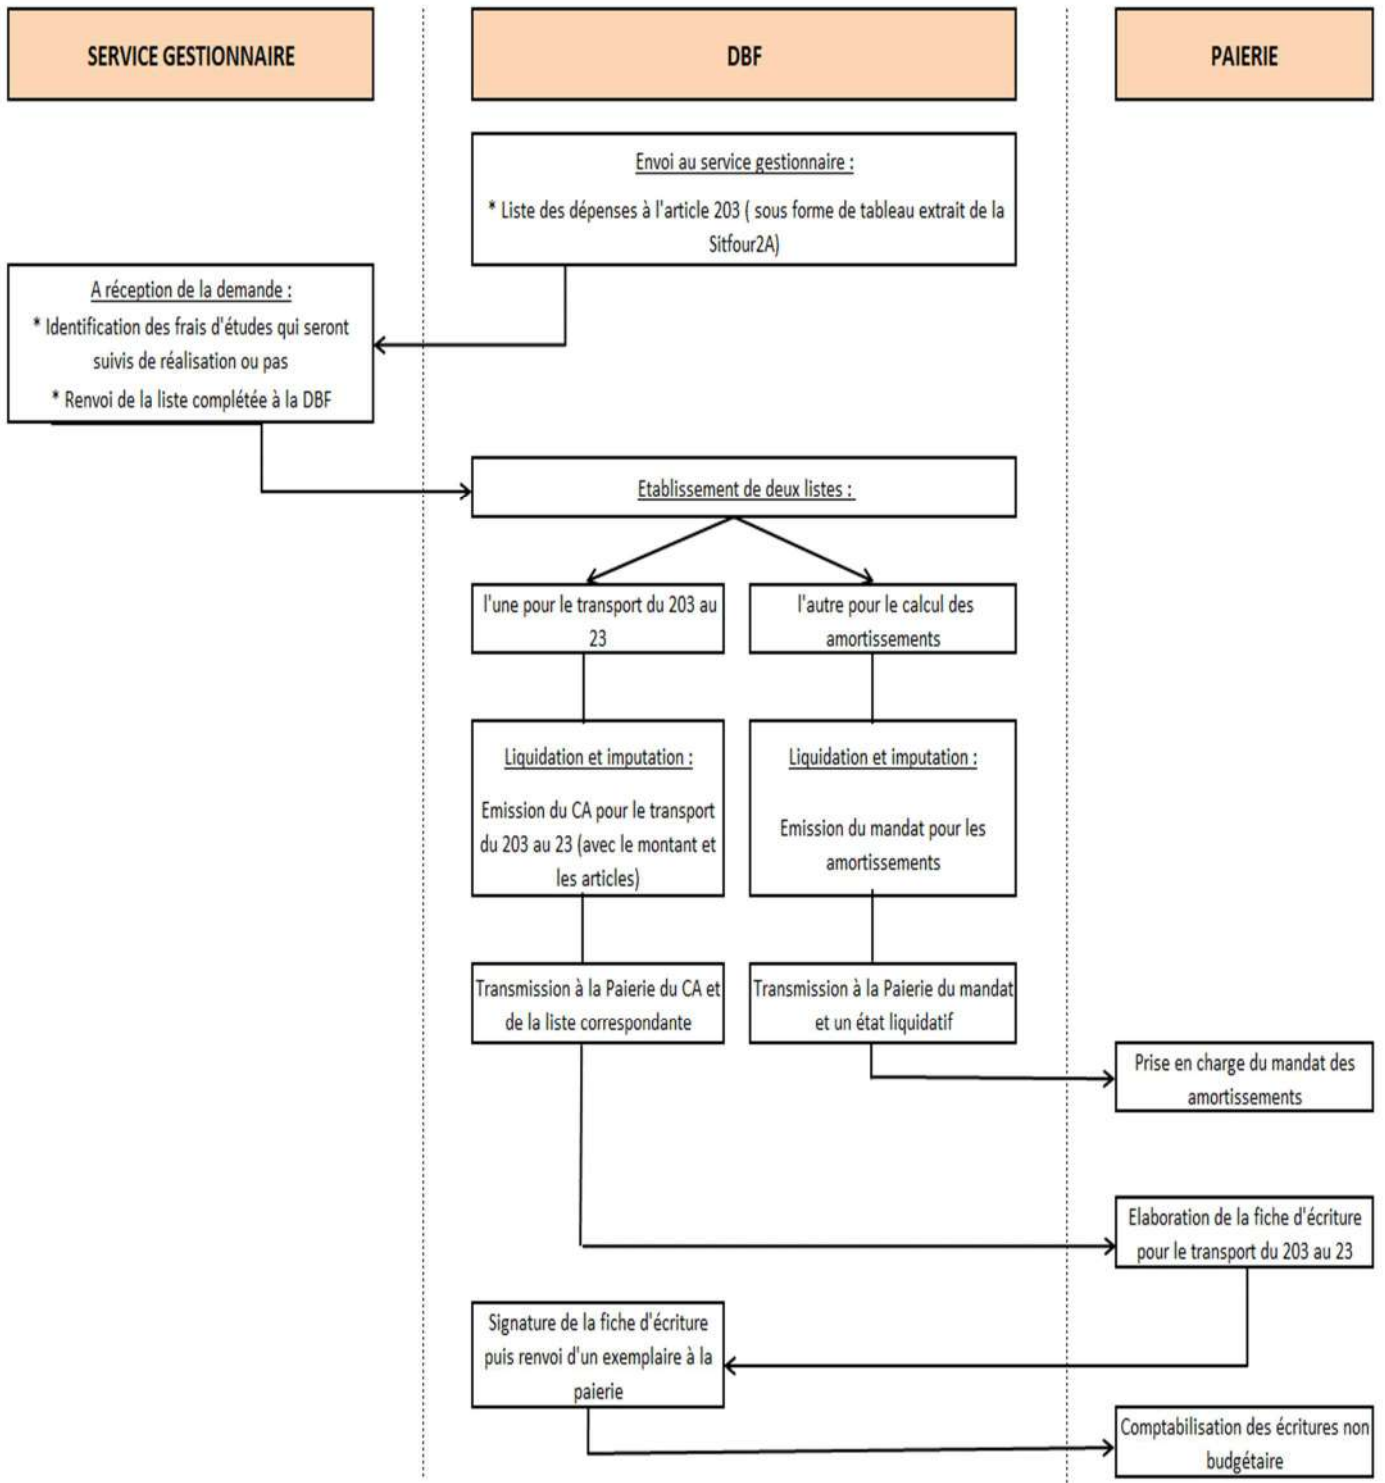 SERVICE GESTIONNAIRE
DBF
PAIERIE
Envoi au service gestionnaire :
* Liste des dépenses à l'article 203 ( sous forme de tableau extrait de la
Sitfour2A)
A réception de la demande :
* Identification des frais d'études qui seront
suivis de réalisation ou pas
* Renvoi de la liste complétée à la DBF
Etablissement de deux listes :
l'une pour le transport du 203 au
23
l'autre pour le calcul des
amortissements
Liquidation et imputation :
Emission du CA pour le transport
du 203 au 23 (avec le montant et
les articles)
Liquidation et imputation :
Emission du mandat pour les
amortissements
Transmission à la Paierie du CA et
de la liste correspondante
Transmission à la Paierie du mandat
et un état liquidatif
Prise en charge du mandat des
amortissements
Elaboration de la fiche d'écriture
pour le transport du 203 au 23
Signature de la fiche d'écriture
puis renvoi d'un exemplaire à la
paierie
Comptabilisation des écritures non
budgétaire